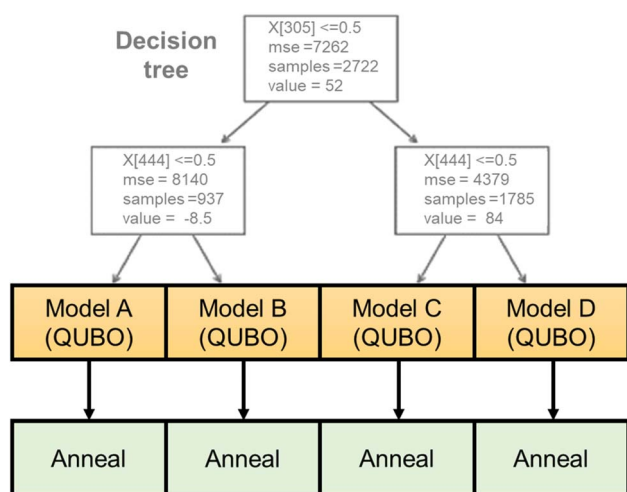 Decision
tree
X[305] <=0.5
mse =7262
samples =2722
value = 52
X[444] <=0.5
mse = 8140
samples =937
value = -8.5
X[444] <=0.5
mse = 4379
samples =1785
value = 84
Model A
(QUBO)
Model B
(QUBO)
Model C
(QUBO)
Model D
(QUBO)
Anneal
Anneal
Anneal
Anneal